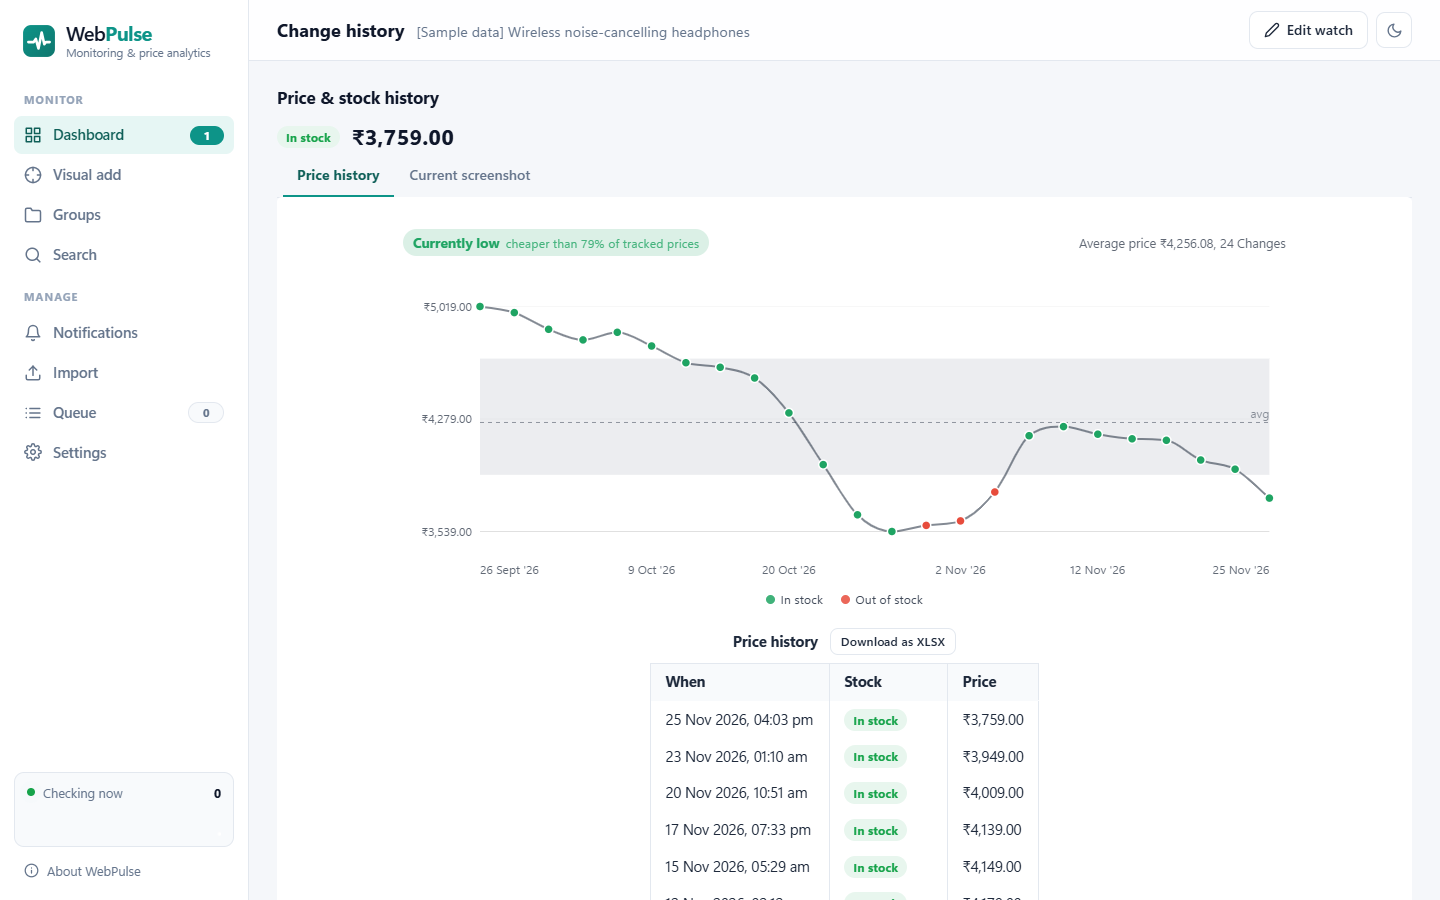 WebPulse
Monitoring & price analytics
MONITOR
Dashboard 1
Visual add
Groups
Search
MANAGE
Notifications
Import
Queue 0
Settings
Checking now 0
About WebPulse
Change history [Sample data] Wireless noise-cancelling headphones
Edit watch
Price & stock history
In stock ₹3,759.00
Price history Current screenshot
Currently low cheaper than 79% of tracked prices
Average price ₹4,256.08, 24 Changes
₹5,019.00
₹4,279.00
avg
₹3,539.00
26 Sept '26 9 Oct '26 20 Oct '26 2 Nov '26 12 Nov '26 25 Nov '26
In stock Out of stock
Price history Download as XLSX
When Stock Price
25 Nov 2026, 04:03 pm In stock ₹3,759.00
23 Nov 2026, 01:10 am In stock ₹3,949.00
20 Nov 2026, 10:51 am In stock ₹4,009.00
17 Nov 2026, 07:33 pm In stock ₹4,139.00
15 Nov 2026, 05:29 am In stock ₹4,149.00